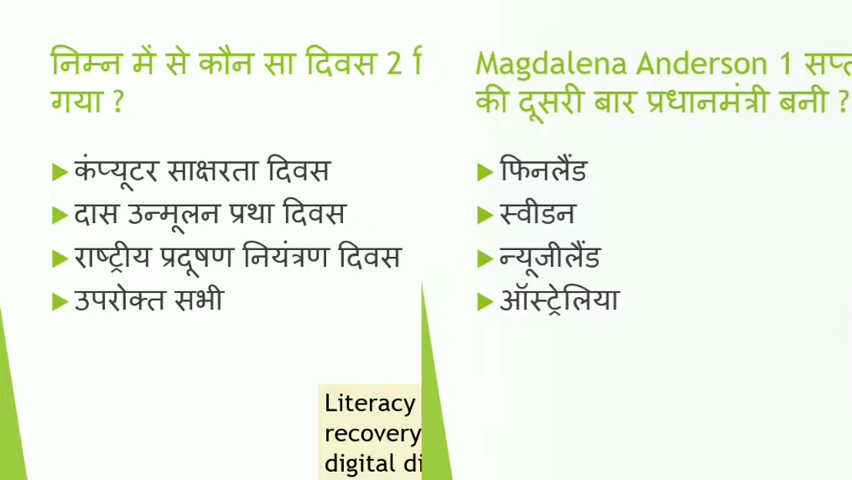 निम्न में से कौन सा दिवस 2
गया ?
कंप्यूटर साक्षरता दिवस
दास उन्मूलन प्रथा दिवस
राष्ट्रीय प्रदूषण नियंत्रण दिवस
उपरोक्त सभी
Literacy
recovery
digital
Magdalena Anderson 1
की दूसरी बार प्रधानमंत्री बनी ?
फिनलैंड
स्वीडन
न्यूजीलैंड
ऑस्ट्रेलिया